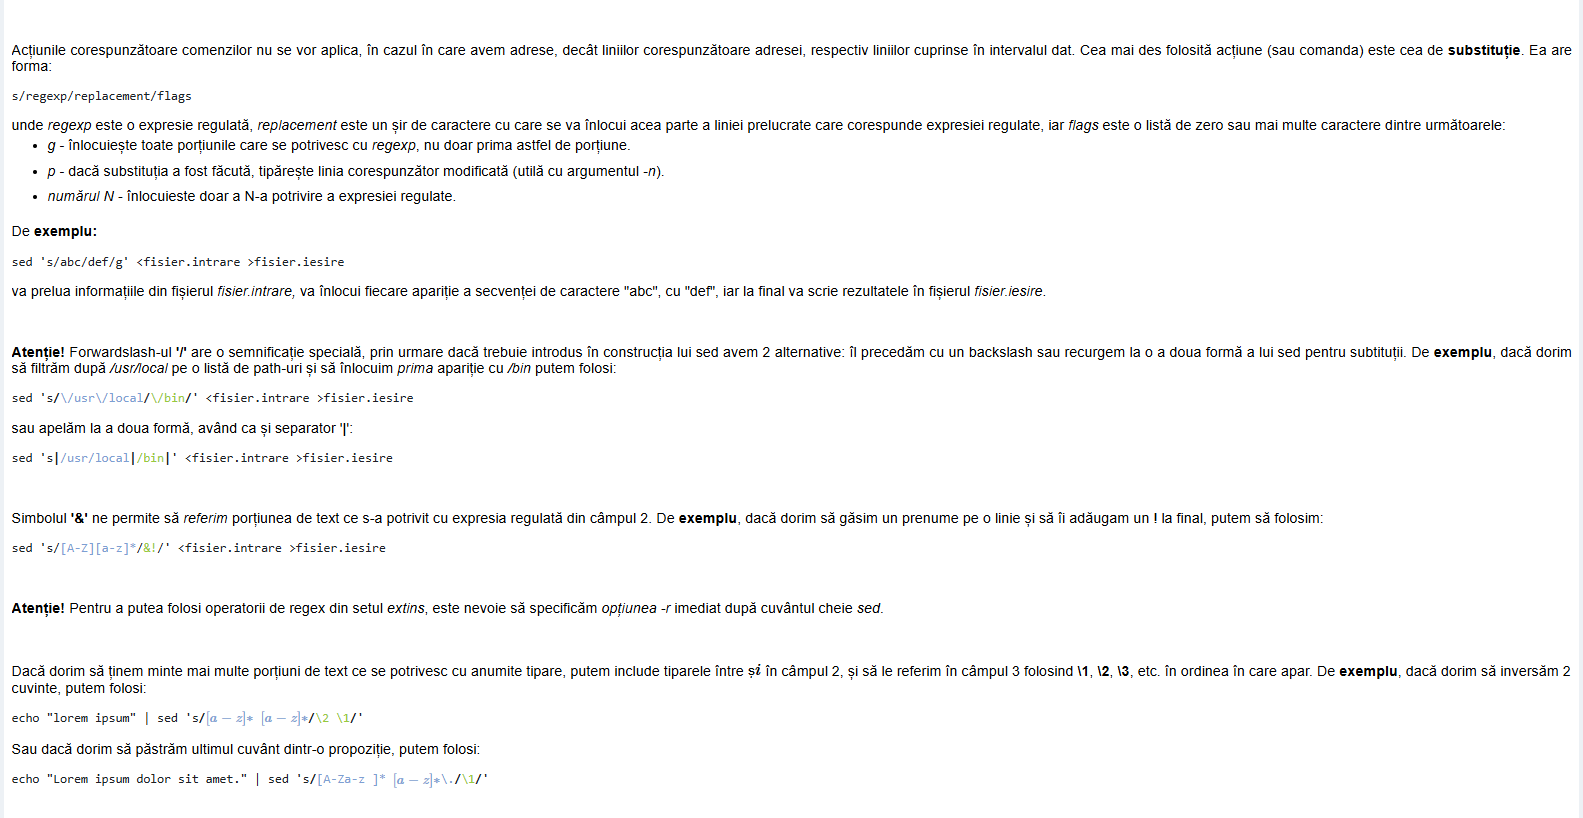 Acțiunile corespunzătoare comenzilor nu se vor aplica, în cazul în care avem adrese, decât liniilor corespunzătoare adresei, respectiv liniilor cuprinse în intervalul dat. Cea mai des folosită acțiune (sau comanda) este cea de substituție. Ea are
forma:
s/regexp/replacement/flags
unde regexp este o expresie regulată, replacement este un șir de caractere cu care se va înlocui acea parte a liniei prelucrate care corespunde expresiei regulate, iar flags este o listă de zero sau mai multe caractere dintre următoarele:
• g - înlocuiește toate porțiunile care se potrivesc cu regexp, nu doar prima astfel de porțiune.
• p - dacă substituția a fost făcută, tipărește linia corespunzător modificată (utilă cu argumentul -n).
• numărul N - înlocuieste doar a N-a potrivire a expresiei regulate.
De exemplu:
sed 's/abc/def/g' <fisier.intrare >fisier.iesire
va prelua informațiile din fișierul fisier.intrare, va înlocui fiecare apariție a secvenței de caractere "abc", cu "def", iar la final va scrie rezultatele în fișierul fisier.iesire.
Atenție! Forwardslash-ul '/' are o semnificație specială, prin urmare dacă trebuie introdus în construcția lui sed avem 2 alternative: îl precedăm cu un backslash sau recurgem la o a doua formă a lui sed pentru subtituții. De exemplu, dacă dorim
să filtrăm după /usr/local pe o listă de path-uri și să înlocuim prima apariție cu /bin putem folosi:
sed 's/\/usr\/local/\/bin/' <fisier.intrare >fisier.iesire
sau apelăm la a doua formă, având ca și separator '|':
sed 's|/usr/local|/bin|' <fisier.intrare >fisier.iesire
Simbolul '&' ne permite să referim porțiunea de text ce s-a potrivit cu expresia regulată din câmpul 2. De exemplu, dacă dorim să găsim un prenume pe o linie și să îi adăugam un ! la final, putem să folosim:
sed 's/[A-Z][a-z]*/&!/' <fisier.intrare >fisier.iesire
Atenție! Pentru a putea folosi operatorii de regex din setul extins, este nevoie să specificăm opțiunea -r imediat după cuvântul cheie sed.
Dacă dorim să ținem minte mai multe porțiuni de text ce se potrivesc cu anumite tipare, putem include tiparele între și în câmpul 2, și să le referim în câmpul 3 folosind \1, \2, \3, etc. în ordinea în care apar. De exemplu, dacă dorim să inversăm 2
cuvinte, putem folosi:
echo "lorem ipsum" | sed 's/[a − z]∗ [a − z]∗/\2 \1/'
Sau dacă dorim să păstrăm ultimul cuvânt dintr-o propoziție, putem folosi:
echo "Lorem ipsum dolor sit amet." | sed 's/[A-Za-z ]* [a − z]∗\./\1/'